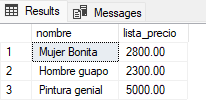 Results Messages
nombre lista_precio
1 Mujer Bonita 2800.00
2 Hombre guapo 2300.00
3 Pintura genial 5000.00